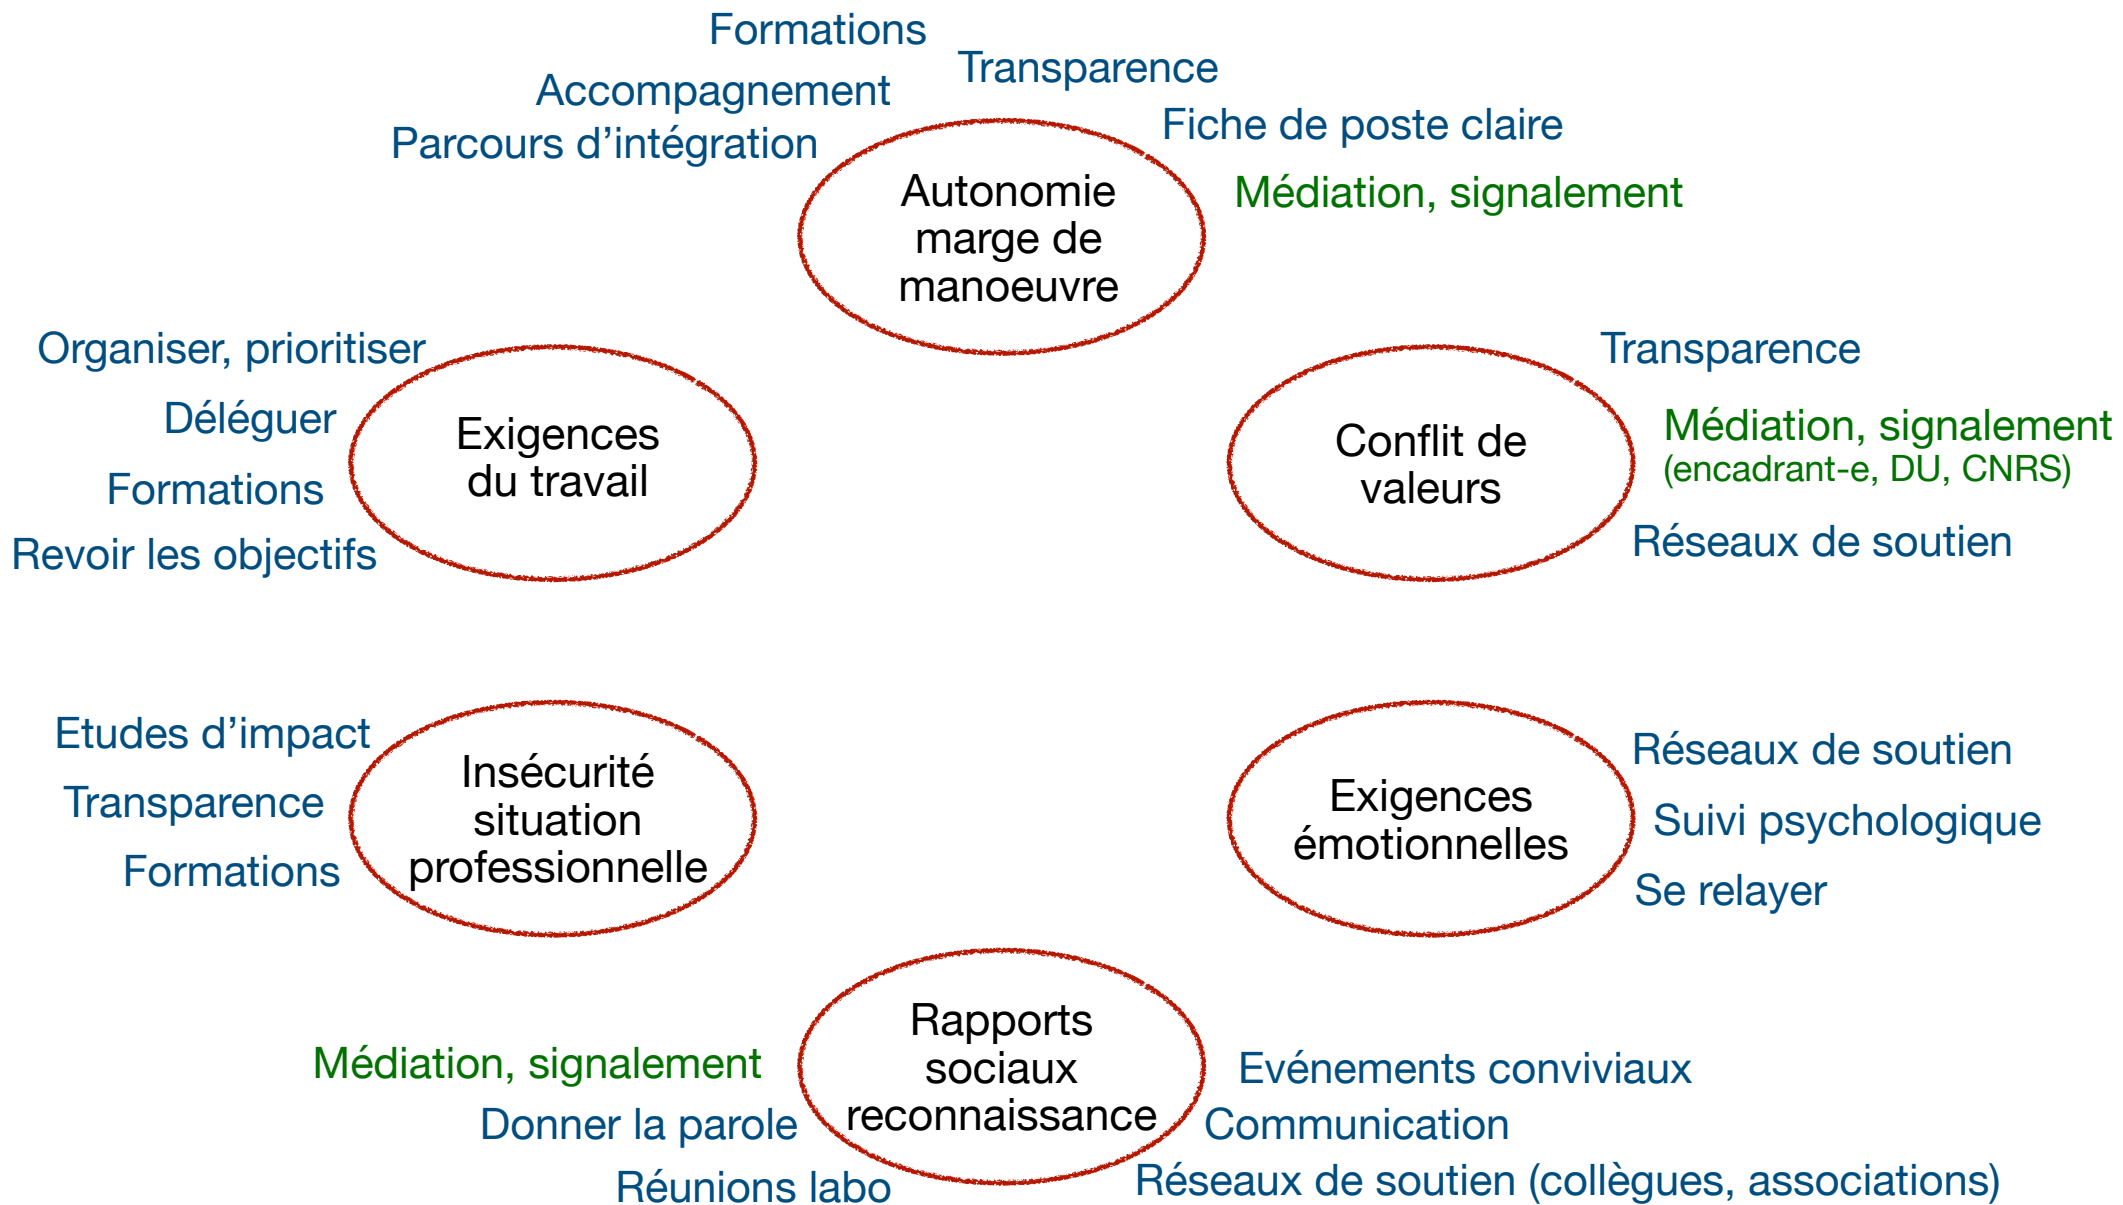 Formations
Transparence
Accompagnement
Parcours d’intégration
Fiche de poste claire
Médiation, signalement
Autonomie
marge de
manoeuvre
Organiser, prioritiser
Déléguer
Formations
Revoir les objectifs
Exigences
du travail
Conflit de
valeurs
Transparence
Médiation, signalement
(encadrant-e, DU, CNRS)
Réseaux de soutien
Etudes d’impact
Transparence
Formations
Insécurité
situation
professionnelle
Exigences
émotionnelles
Réseaux de soutien
Suivi psychologique
Se relayer
Rapports
sociaux
reconnaissance
Médiation, signalement
Donner la parole
Réunions labo
Evénements conviviaux
Communication
Réseaux de soutien (collègues, associations)